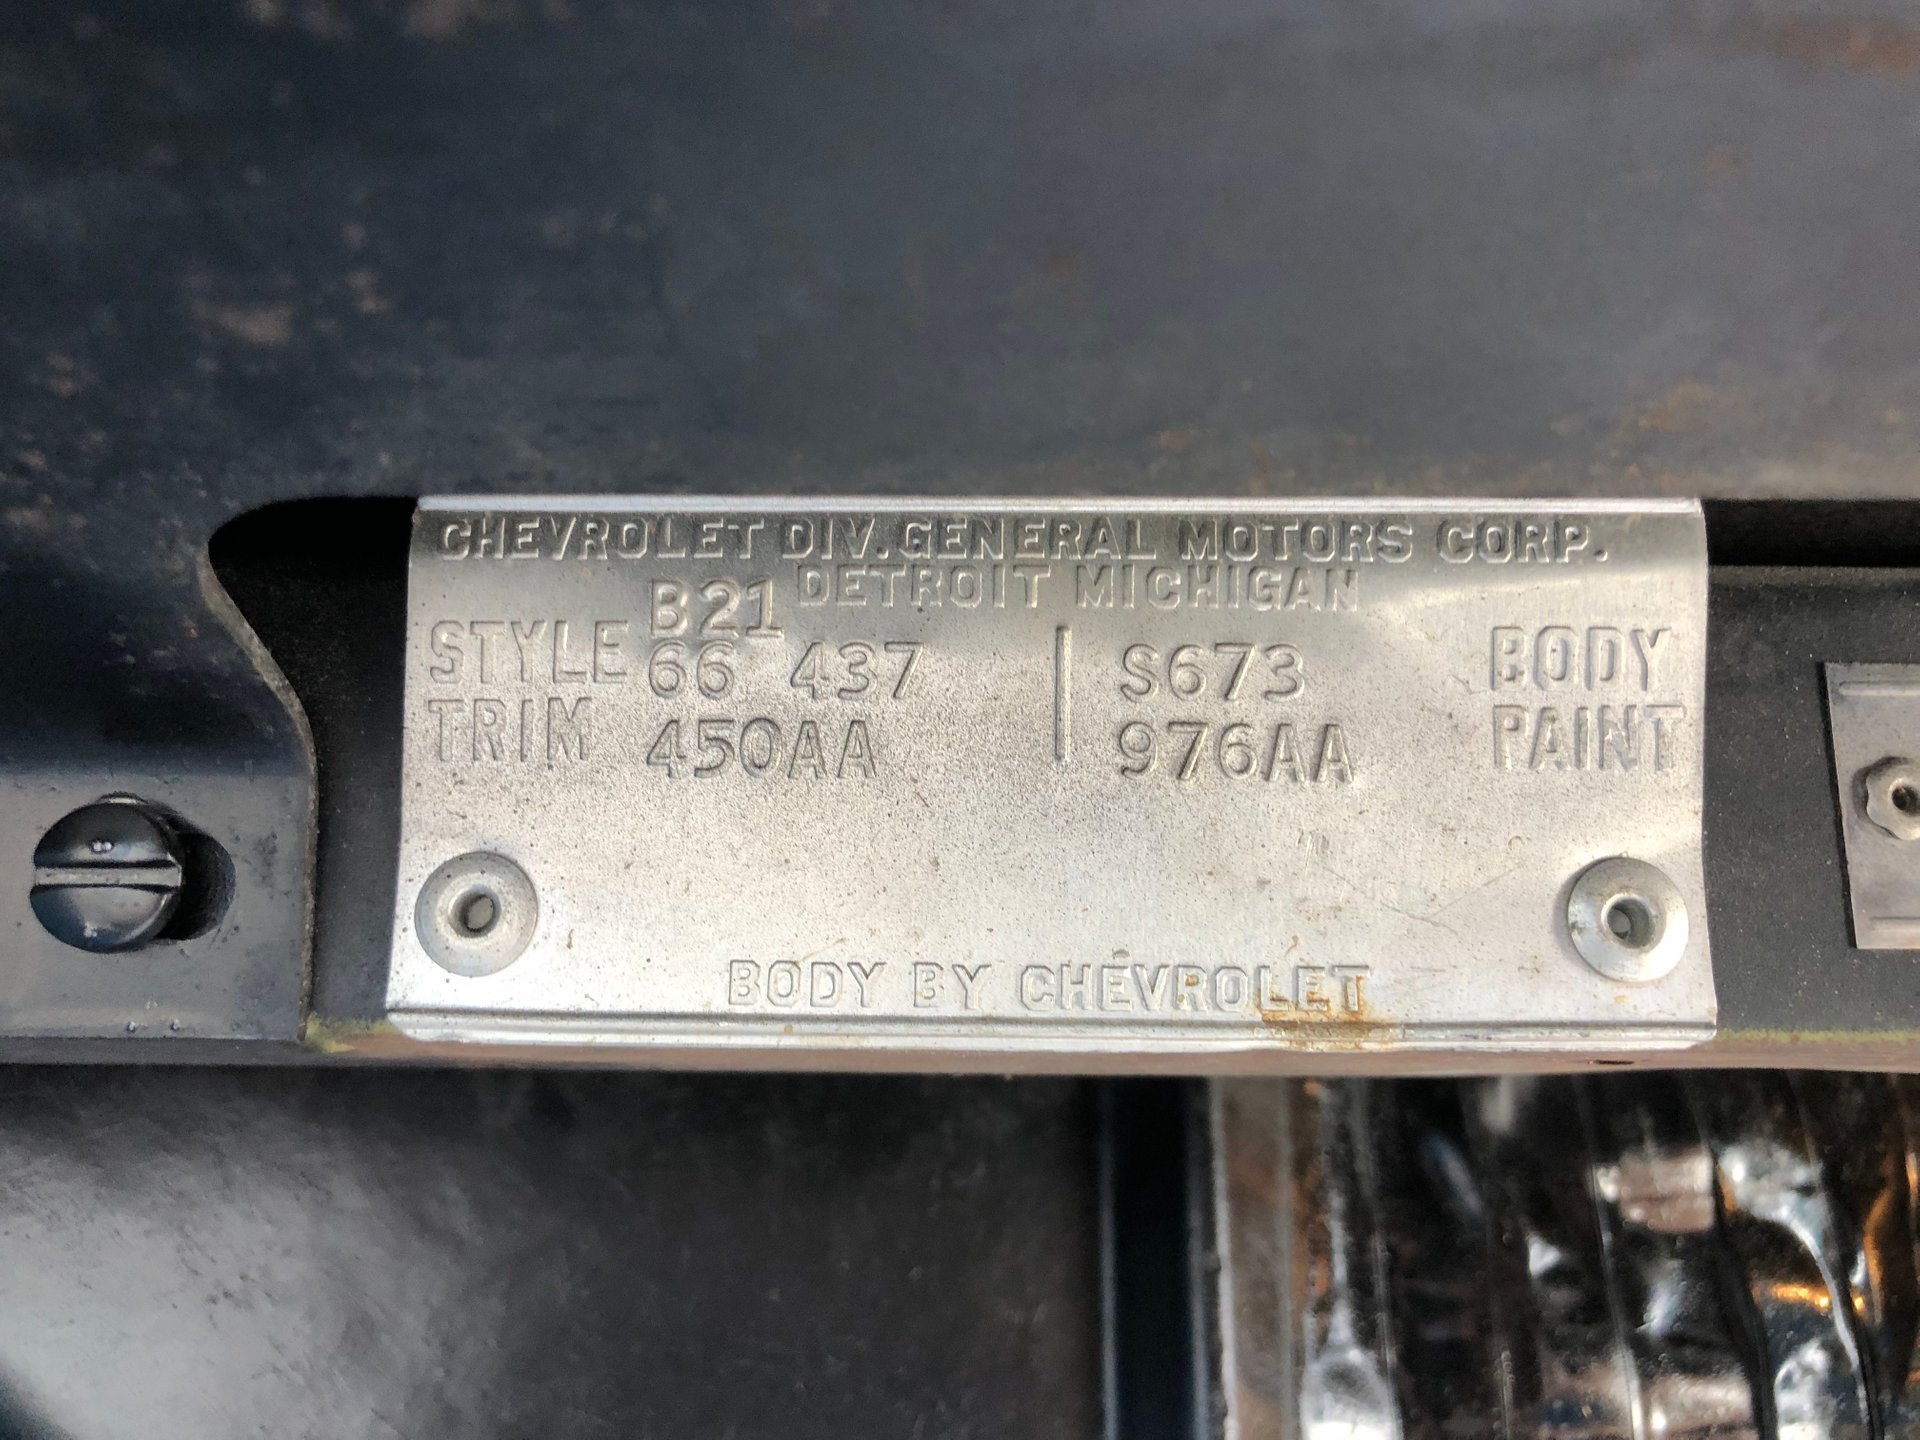 CHEVROLET DIV. GENERAL MOTORS CORP.
DETROIT MICHIGAN
B21
STYLE 66 437 | S673 BODY
TRIM 450AA | 976AA PAINT
BODY BY CHEVROLET